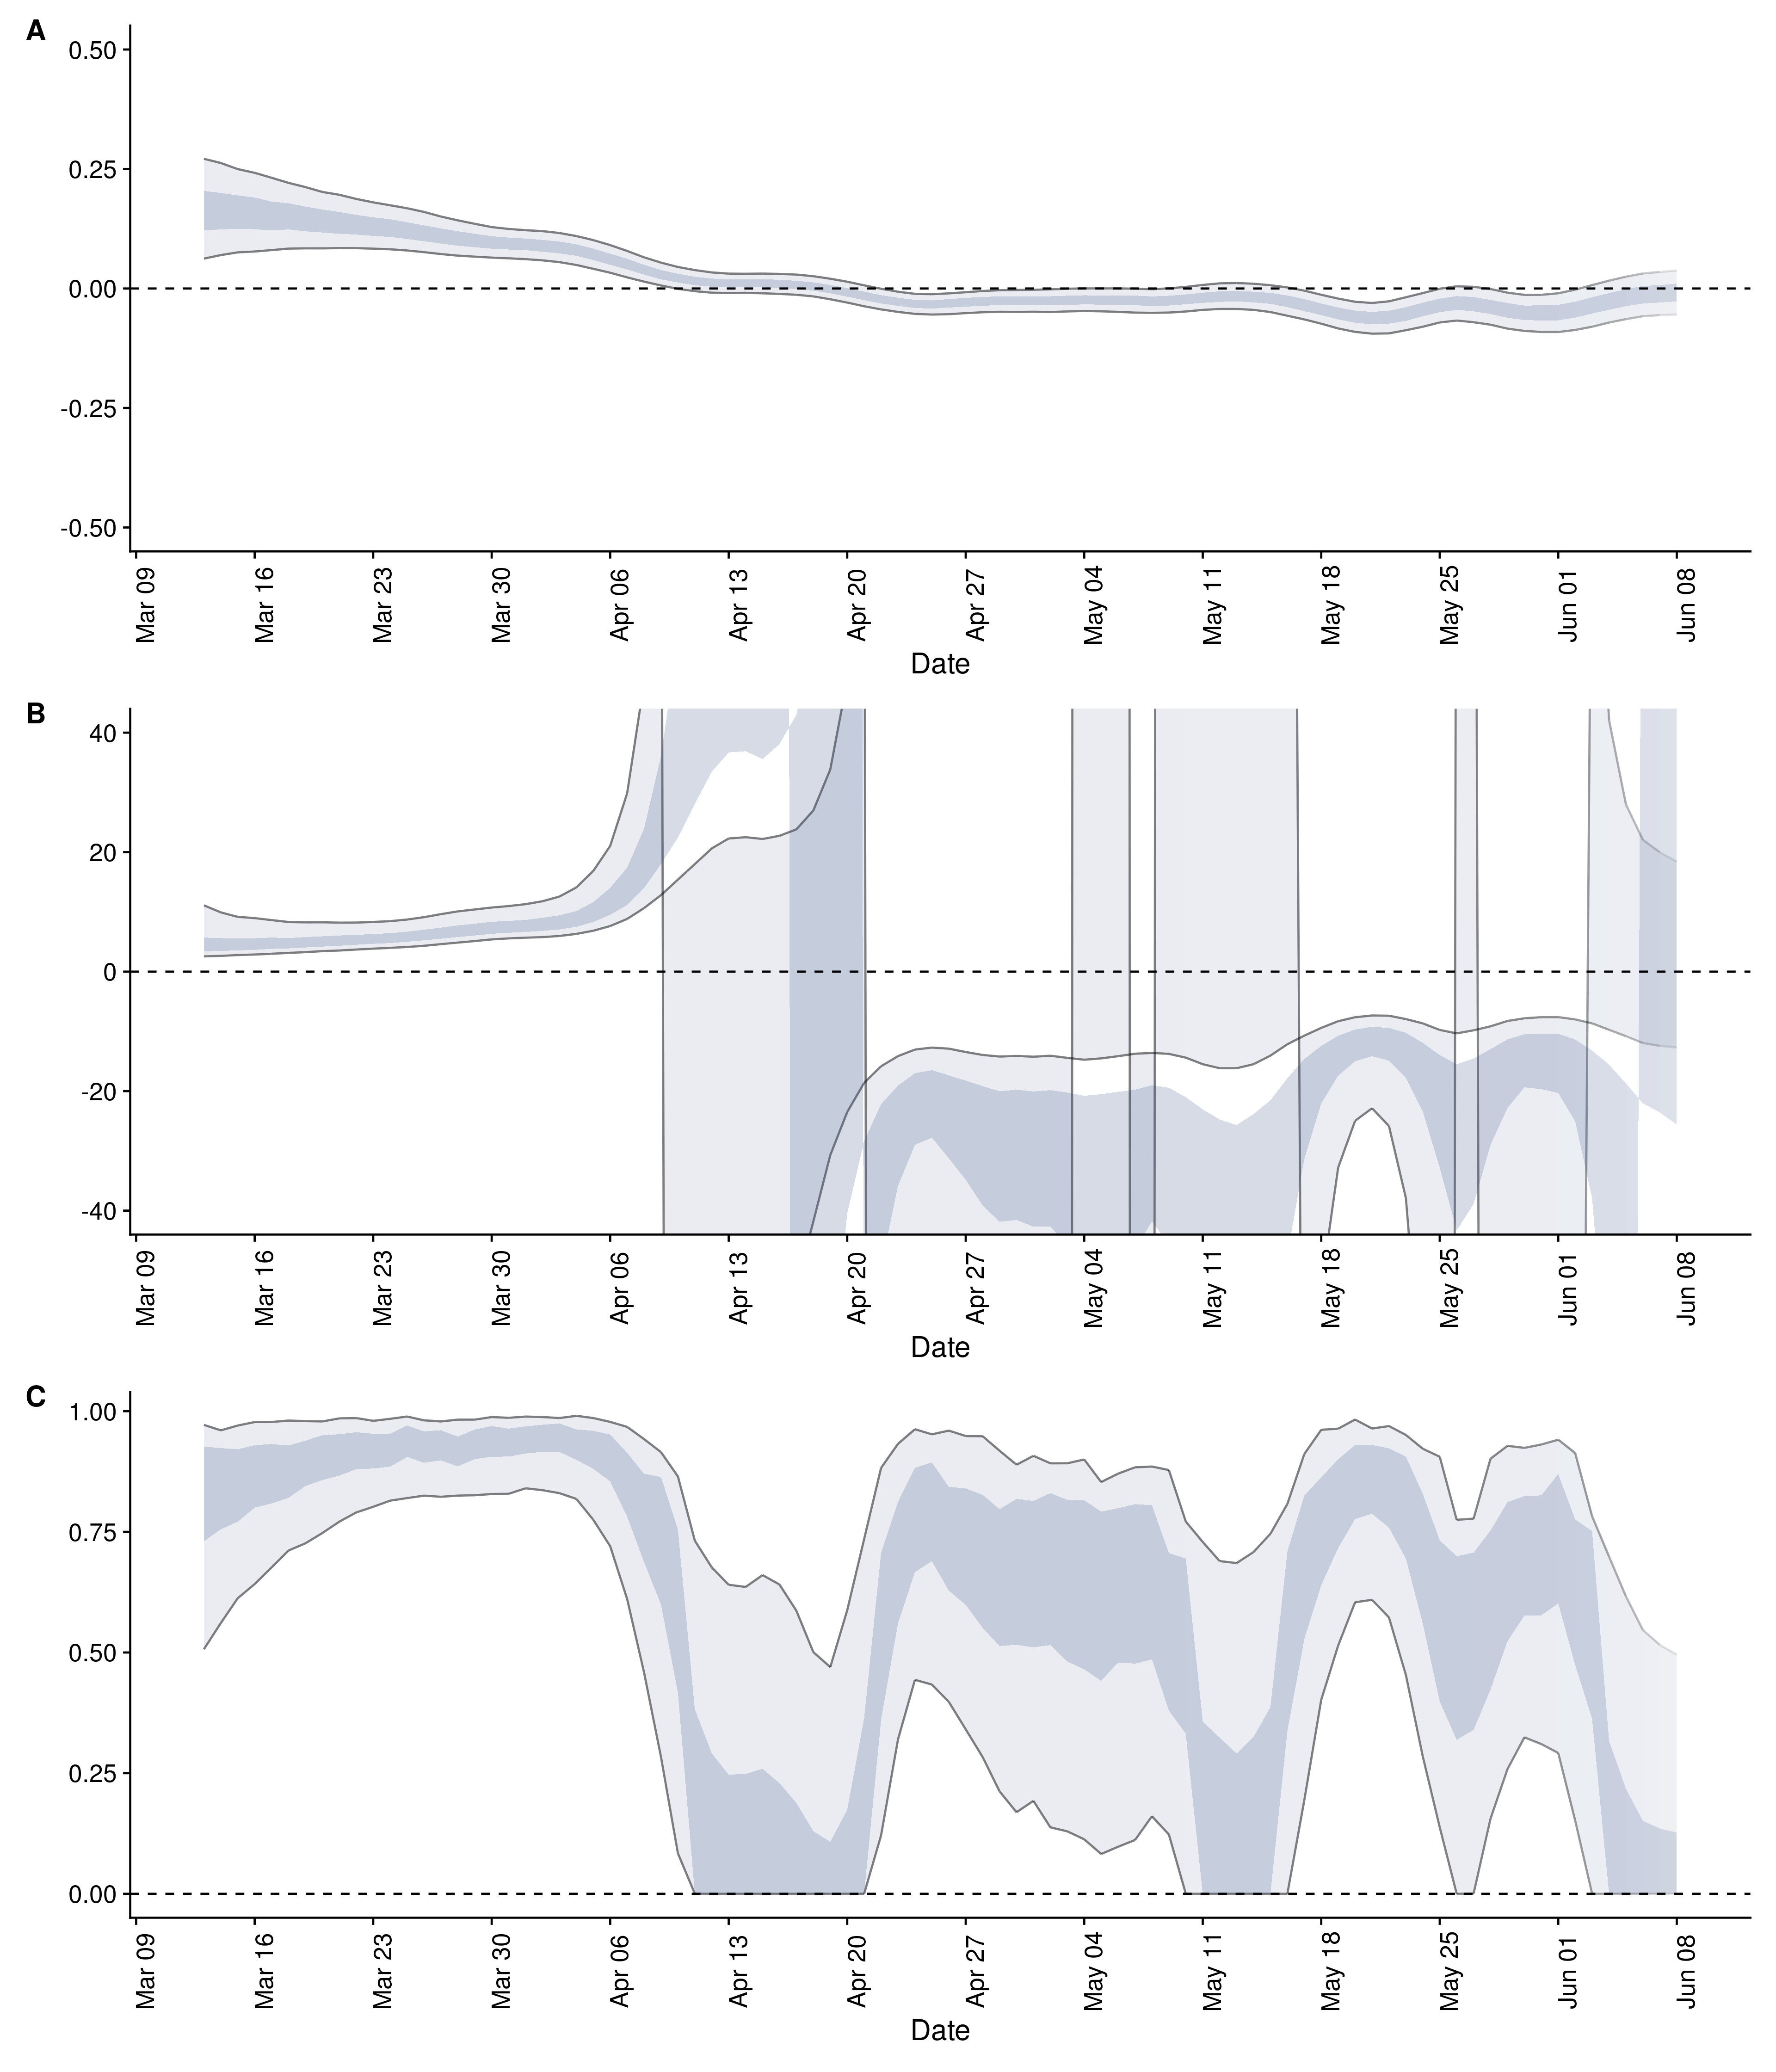 A
0.50
0.25
0.00
-0.25
-0.50
Mar 09
Mar 16
Mar 23
Mar 30
Apr 06
Apr 13
Apr 20
Apr 27
May 04
May 11
May 18
May 25
Jun 01
Jun 08
Date
B
40
20
0
-20
-40
Mar 09
Mar 16
Mar 23
Mar 30
Apr 06
Apr 13
Apr 20
Apr 27
May 04
May 11
May 18
May 25
Jun 01
Jun 08
Date
C
1.00
0.75
0.50
0.25
0.00
Mar 09
Mar 16
Mar 23
Mar 30
Apr 06
Apr 13
Apr 20
Apr 27
May 04
May 11
May 18
May 25
Jun 01
Jun 08
Date